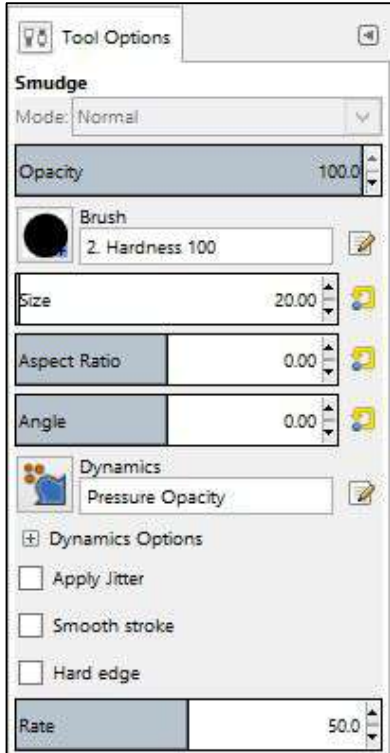 Tool Options
Smudge
Mode: Normal
Opacity 100.0
Brush
2. Hardness 100
Size 20.00
Aspect Ratio 0.00
Angle 0.00
Dynamics
Pressure Opacity
Dynamics Options
Apply Jitter
Smooth stroke
Hard edge
Rate 50.0